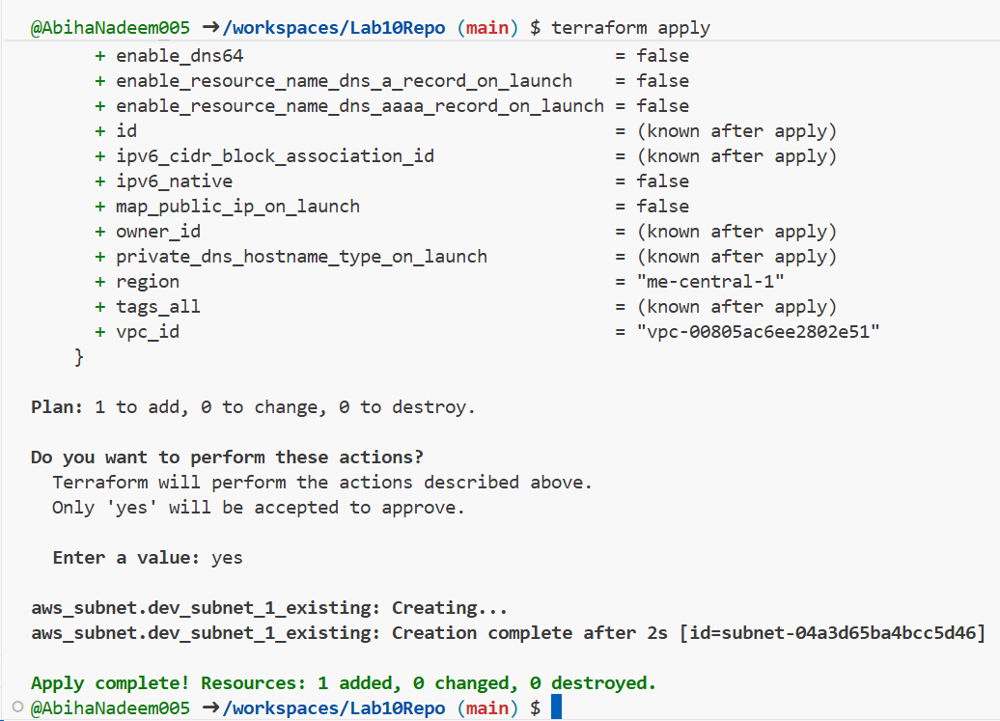 @AbihaNadeem005 → /workspaces/Lab10Repo (main) $ terraform apply
+ enable_dns64 = false
+ enable_resource_name_dns_a_record_on_launch = false
+ enable_resource_name_dns_aaaa_record_on_launch = false
+ id = (known after apply)
+ ipv6_cidr_block_association_id = (known after apply)
+ ipv6_native = false
+ map_public_ip_on_launch = false
+ owner_id = (known after apply)
+ private_dns_hostname_type_on_launch = (known after apply)
+ region = "me-central-1"
+ tags_all = (known after apply)
+ vpc_id = "vpc-00805ac6ee2802e51"
}
Plan: 1 to add, 0 to change, 0 to destroy.
Do you want to perform these actions?
Terraform will perform the actions described above.
Only 'yes' will be accepted to approve.
Enter a value: yes
aws_subnet.dev_subnet_1_existing: Creating...
aws_subnet.dev_subnet_1_existing: Creation complete after 2s [id=subnet-04a3d65ba4bcc5d46]
Apply complete! Resources: 1 added, 0 changed, 0 destroyed.
@AbihaNadeem005 → /workspaces/Lab10Repo (main) $